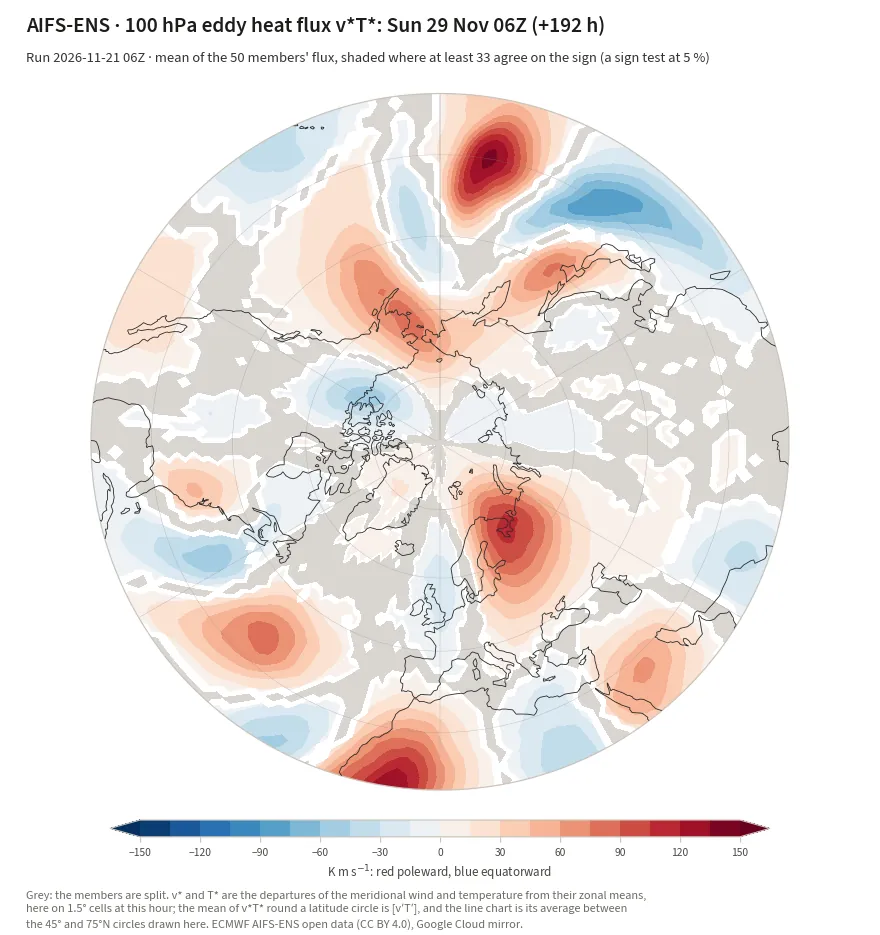 AIFS-ENS · 100 hPa eddy heat flux v*T*: Sun 29 Nov 06Z (+192 h)
Run 2026-11-21 06Z · mean of the 50 members' flux, shaded where at least 33 agree on the sign (a sign test at 5 %)
−150 −120 −90 −60 −30 0 30 60 90 120 150
K m s⁻¹: red poleward, blue equatorward
Grey: the members are split. v* and T* are the departures of the meridional wind and temperature from their zonal means,
here on 1.5° cells at this hour; the mean of v*T* round a latitude circle is [v′T′], and the line chart is its average between
the 45° and 75°N circles drawn here. ECMWF AIFS-ENS open data (CC BY 4.0), Google Cloud mirror.